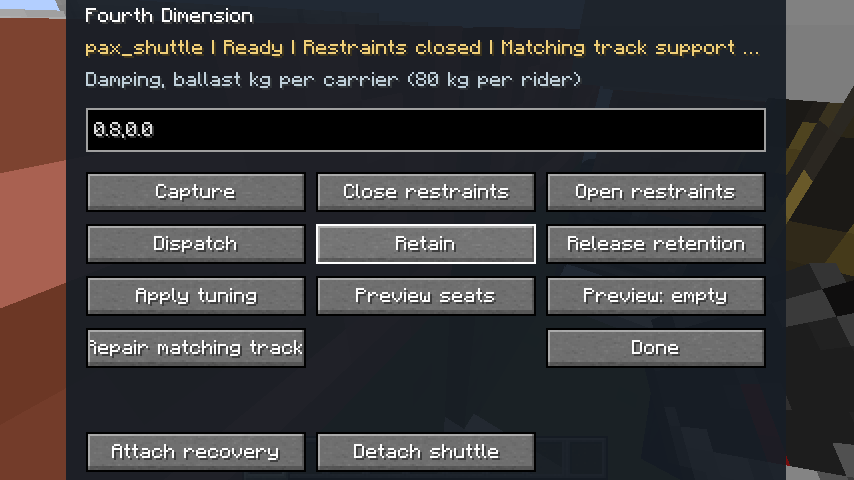 Fourth Dimension
pax_shuttle | Ready | Restraints closed | Matching track support ...
Damping, ballast kg per carrier (80 kg per rider)
0.8,0.0
Capture
Close restraints
Open restraints
Dispatch
Retain
Release retention
Apply tuning
Preview seats
Preview: empty
Repair matching track
Done
Attach recovery
Detach shuttle